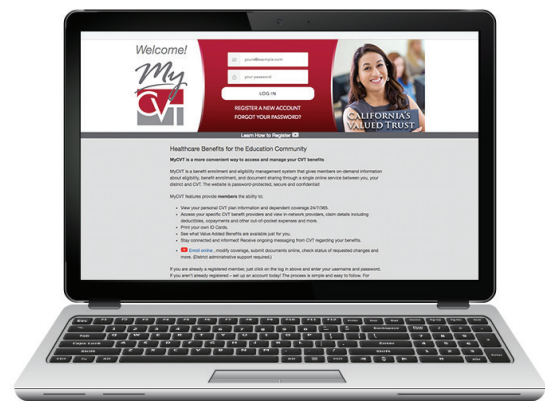 Welcome!
My
CVT
youre@example.com
your-password
LOG IN
REGISTER A NEW ACCOUNT
FORGOT YOUR PASSWORD?
CALIFORNIA'S
VALUED TRUST
Learn How to Register
Healthcare Benefits for the Education Community
MyCVT is a more convenient way to access and manage your CVT benefits
MyCVT is a benefit enrollment and eligibility management system that gives members on-demand information
about eligibility, benefit enrollment, and document sharing through a single online service between you, your
district and CVT. The website is password-protected, secure and confidential!
MyCVT features provide members the ability to:
• View your personal CVT plan information and dependent coverage 24/7/365.
• Access your specific CVT benefit providers and view in-network providers, claim details including
deductibles, copayments and other out-of-pocket expenses and more.
• Print your own ID Cards.
• See what Value Added Benefits are available just for you.
• Stay connected and informed! Receive ongoing messaging from CVT regarding your benefits.
• Enroll online , modify coverage, submit documents online, check status of requested changes and
more. (District administrative support required.)
If you are already a registered member, just click on the log in above and enter your username and password.
If you aren't already registered – set up an account today! The process is simple and easy to follow. For